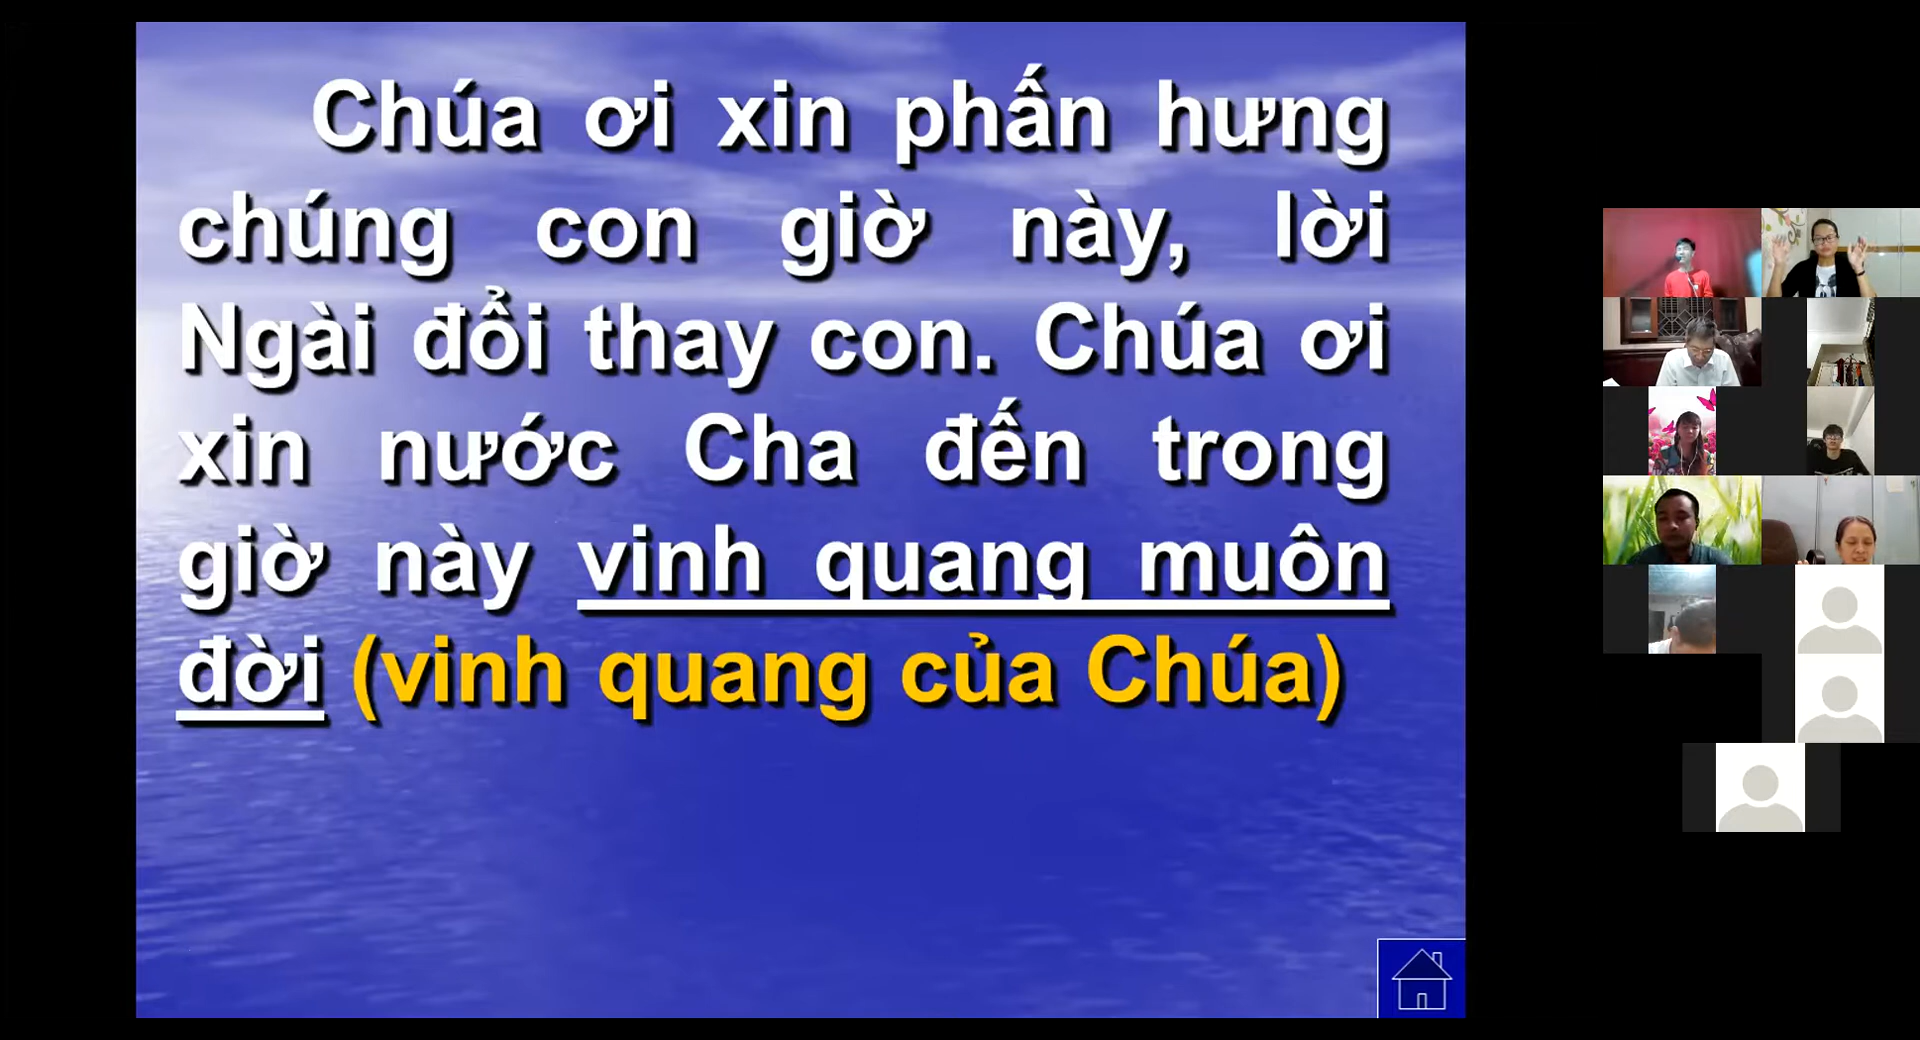 Chúa ơi xin phấn hưng
chúng con giờ này, lời
Ngài đổi thay con. Chúa ơi
xin nước Cha đến trong
giờ này vinh quang muôn
đời (vinh quang của Chúa)